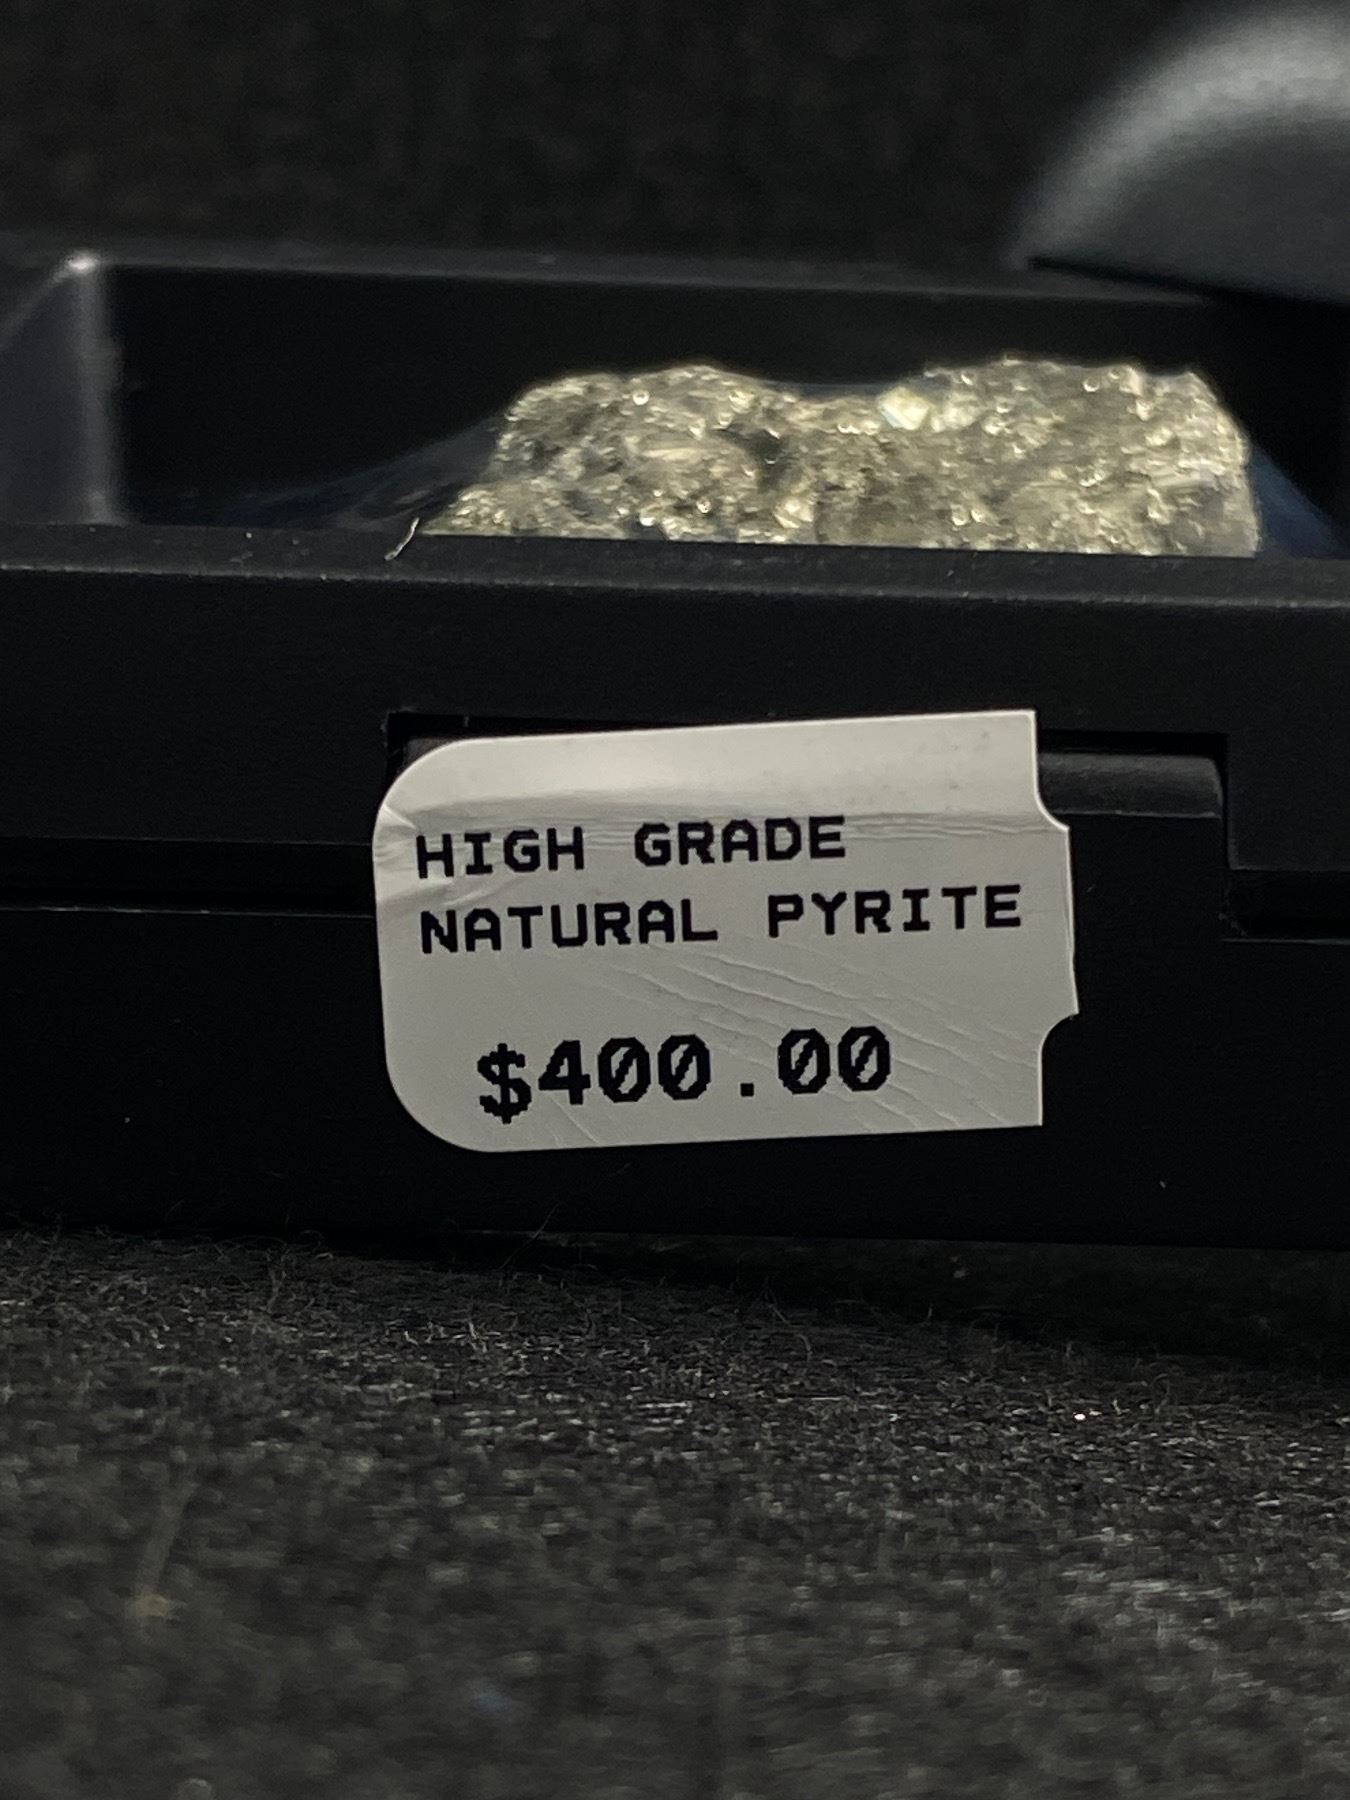 HIGH GRADE
NATURAL PYRITE
$400.00